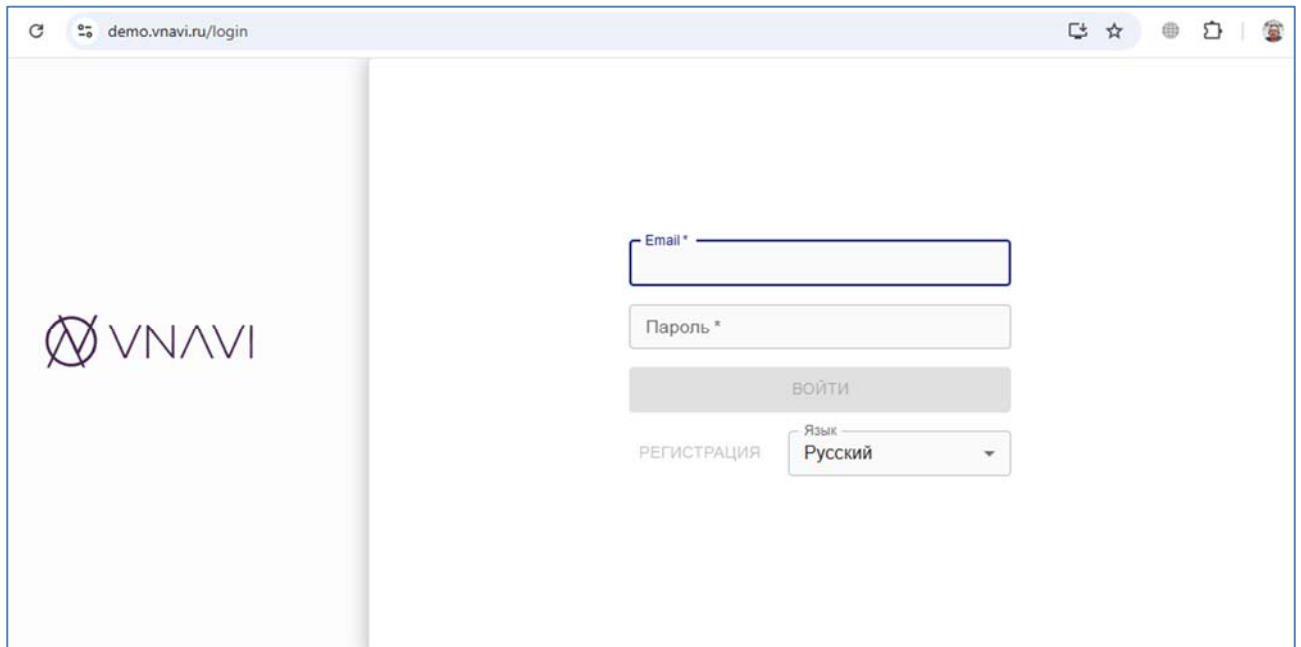 demo.vnavi.ru/login
VNAVI
Email *
Пароль *
ВОЙТИ
РЕГИСТРАЦИЯ
Язык
Русский